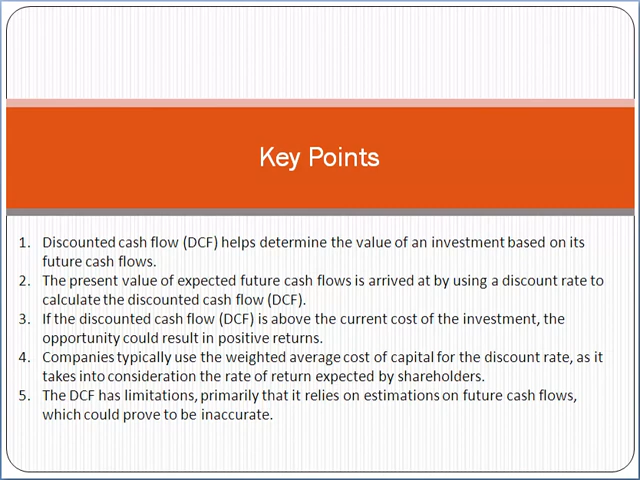 Key Points
1. Discounted cash flow (DCF) helps determine the value of an investment based on its
future cash flows.
2. The present value of expected future cash flows is arrived at by using a discount rate to
calculate the discounted cash flow (DCF).
3. If the discounted cash flow (DCF) is above the current cost of the investment, the
opportunity could result in positive returns.
4. Companies typically use the weighted average cost of capital for the discount rate, as it
takes into consideration the rate of return expected by shareholders.
5. The DCF has limitations, primarily that it relies on estimations on future cash flows,
which could prove to be inaccurate.